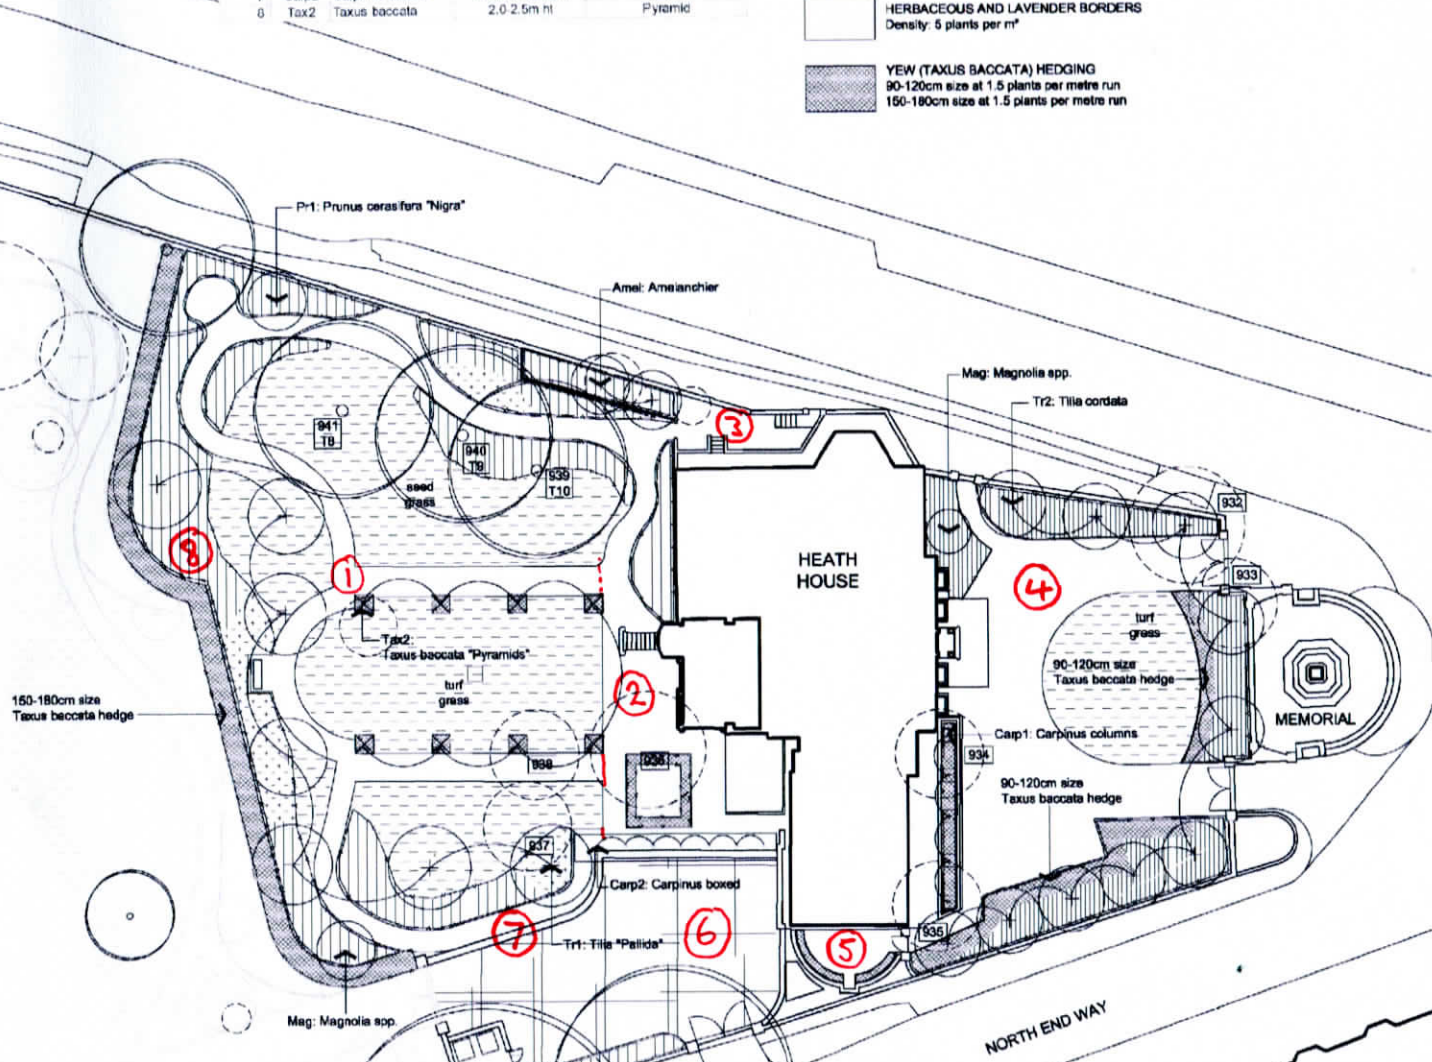 8 Tax2 Taxus baccata 2.0-2.5m ht Pyramid
HERBACEOUS AND LAVENDER BORDERS
Density: 5 plants per m²
YEW (TAXUS BACCATA) HEDGING
90-120cm size at 1.5 plants per metre run
150-180cm size at 1.5 plants per metre run
Pr1: Prunus cerasifera "Nigra"
Amel: Amelanchier
Mag: Magnolia spp.
Tr2: Tilia cordata
3
941
T8
940
T9
939
T10
seed
grass
932
HEATH
HOUSE
8
1
4
933
turf
grass
Tax2:
Taxus baccata "Pyramids"
90-120cm size
Taxus baccata hedge
turf
grass
2
150-180cm size
Taxus baccata hedge
MEMORIAL
Carp1: Carpinus columns
934
938
936
90-120cm size
Taxus baccata hedge
937
Carp2: Carpinus boxed
7
6
5
935
Tr1: Tilia "Pallida"
Mag: Magnolia spp.
NORTH END WAY